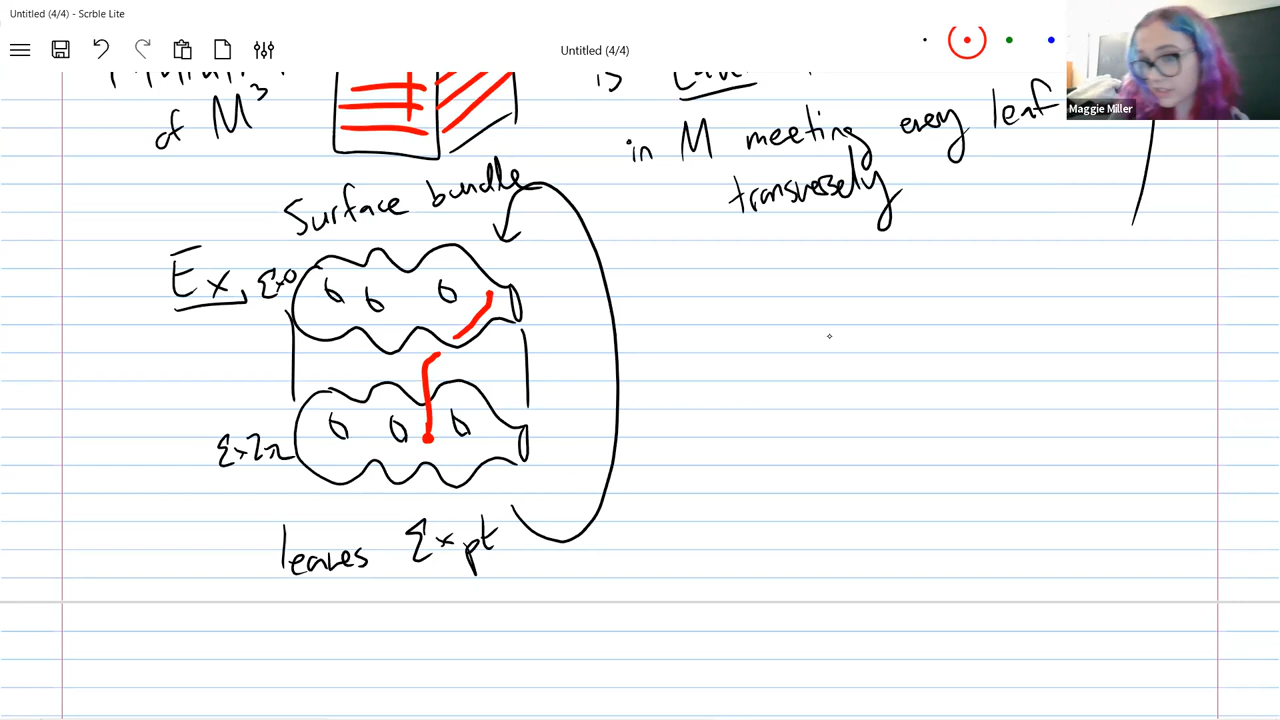 Untitled (4/4) - Scrble Lite
Untitled (4/4)
Maggie Miller
of M³
is
in M meeting every leaf
transversely
Surface bundle
Ex, Σ×0
Σ×2π
leaves Σ×pt